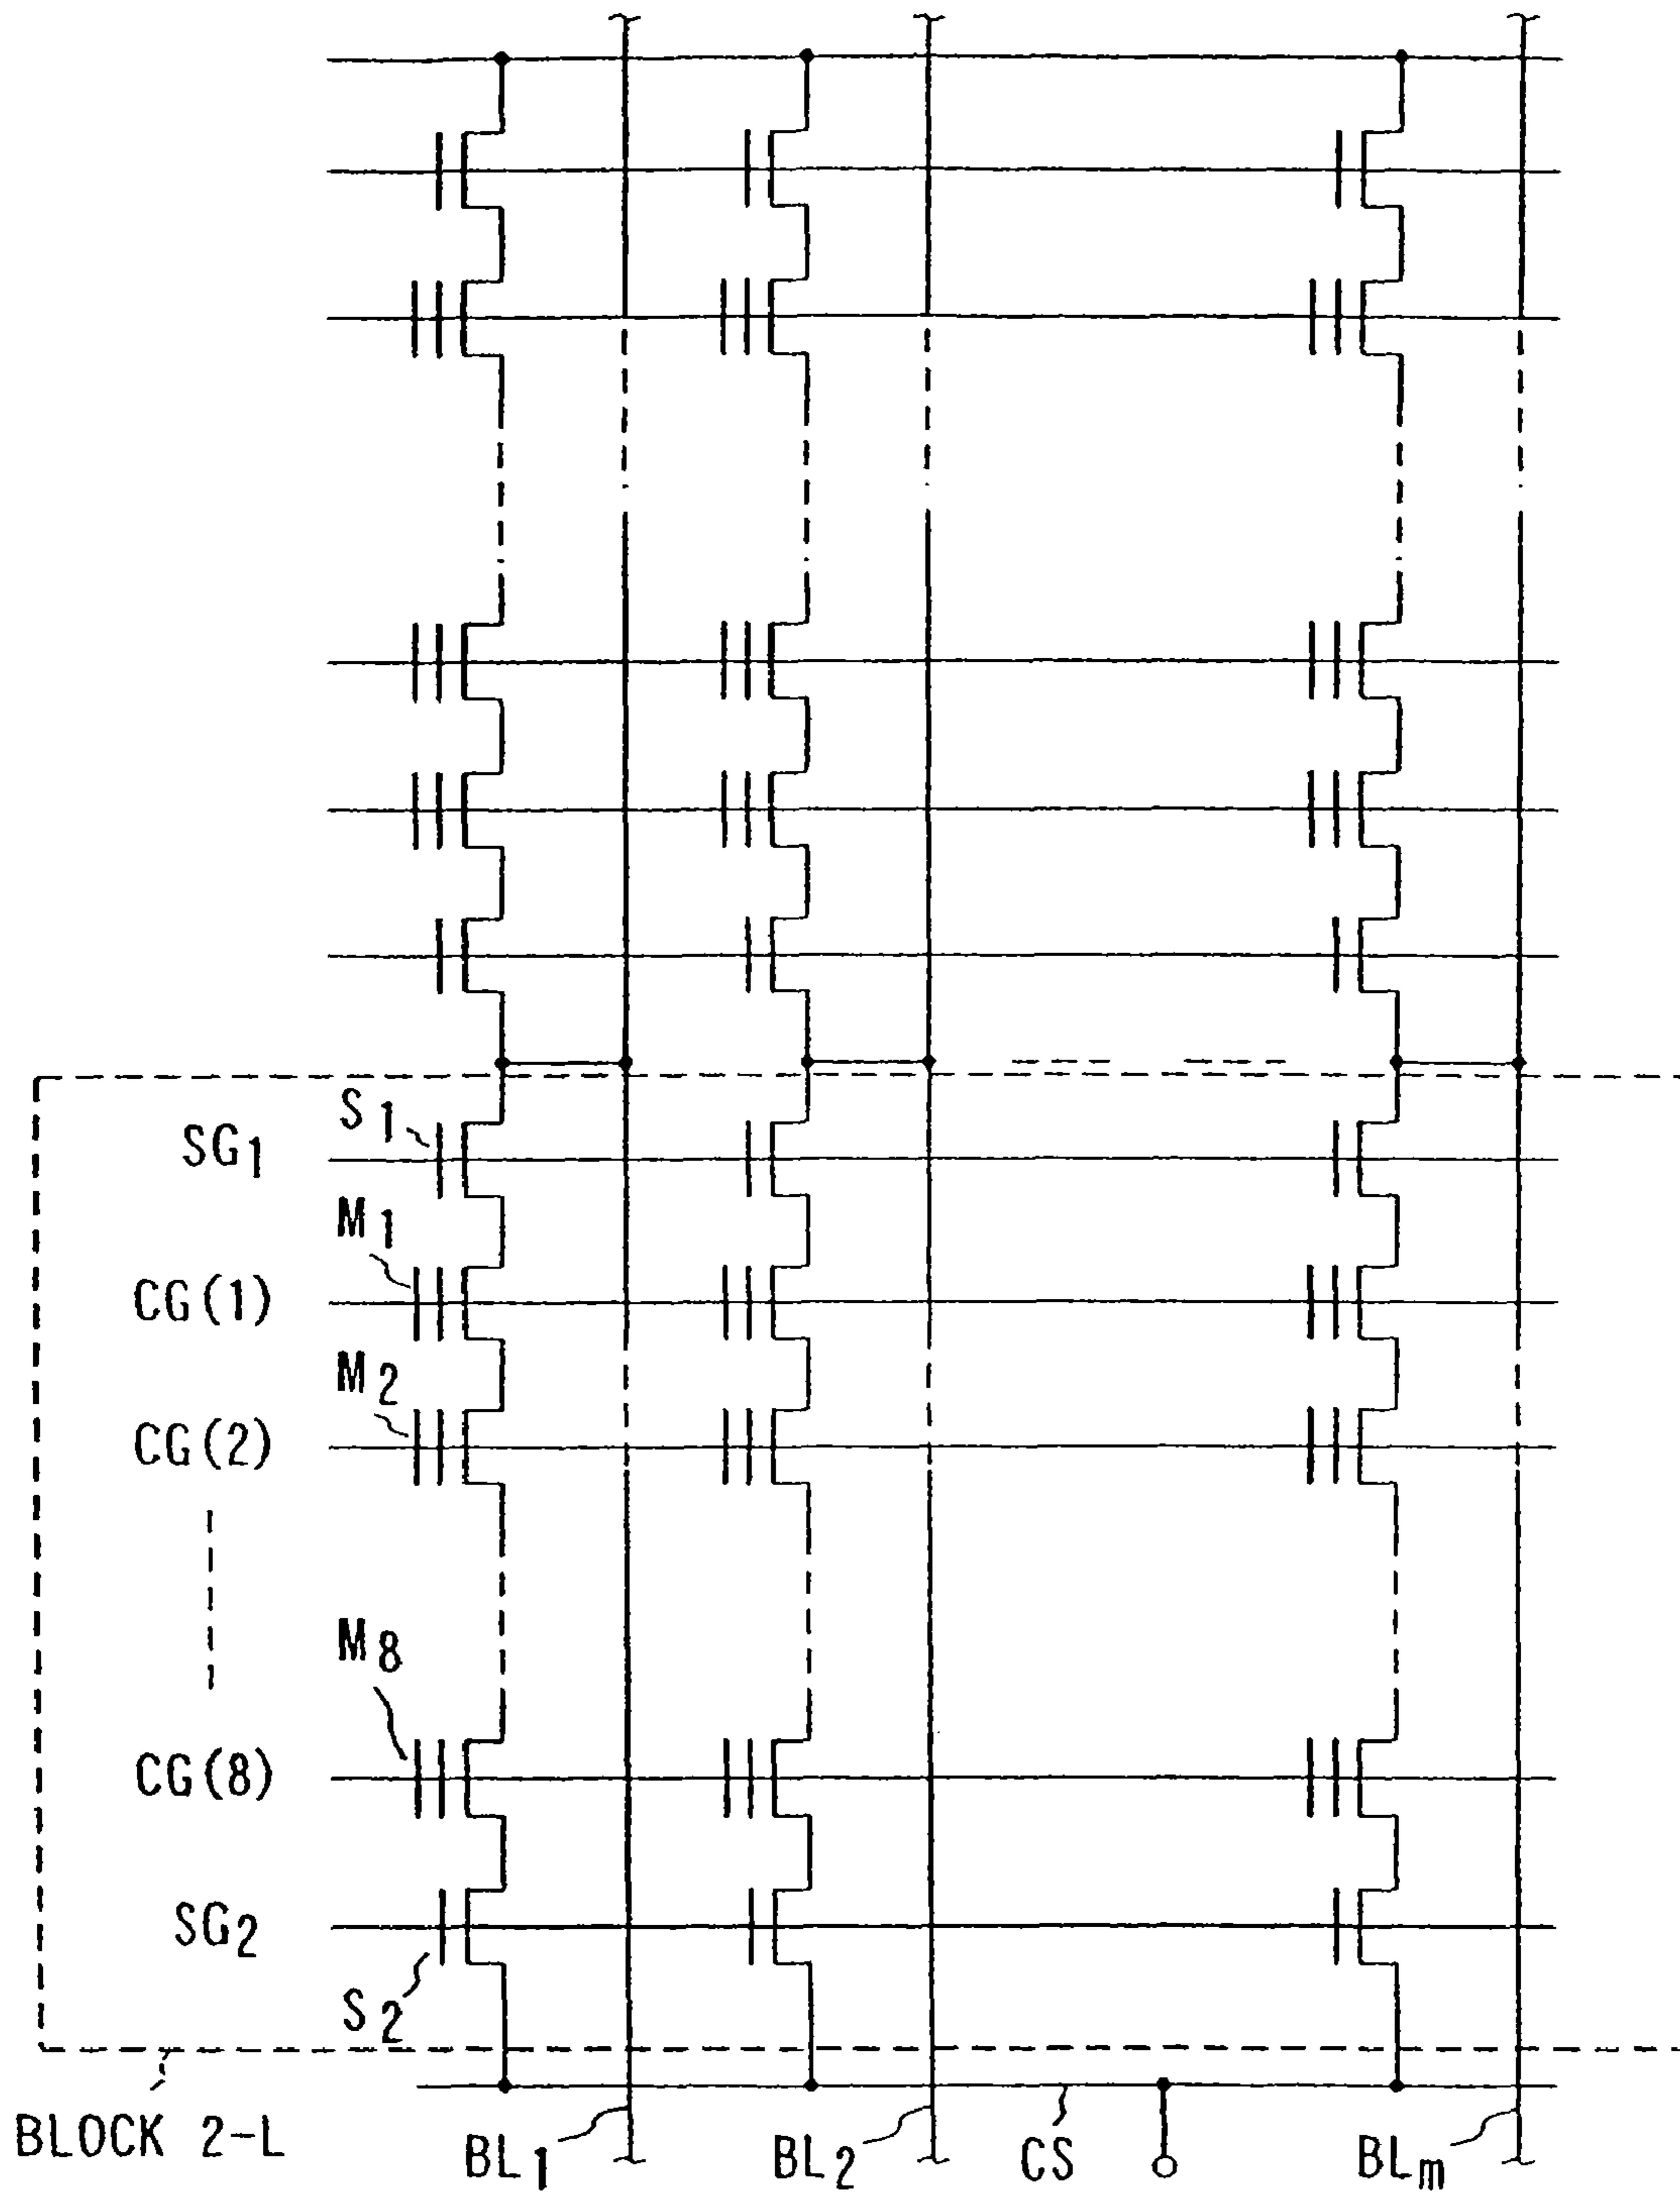 S1
SG1
M1
CG(1)
M2
CG(2)
M8
CG(8)
SG2
S2
BLOCK 2-L
BL1
BL2
CS
BLm